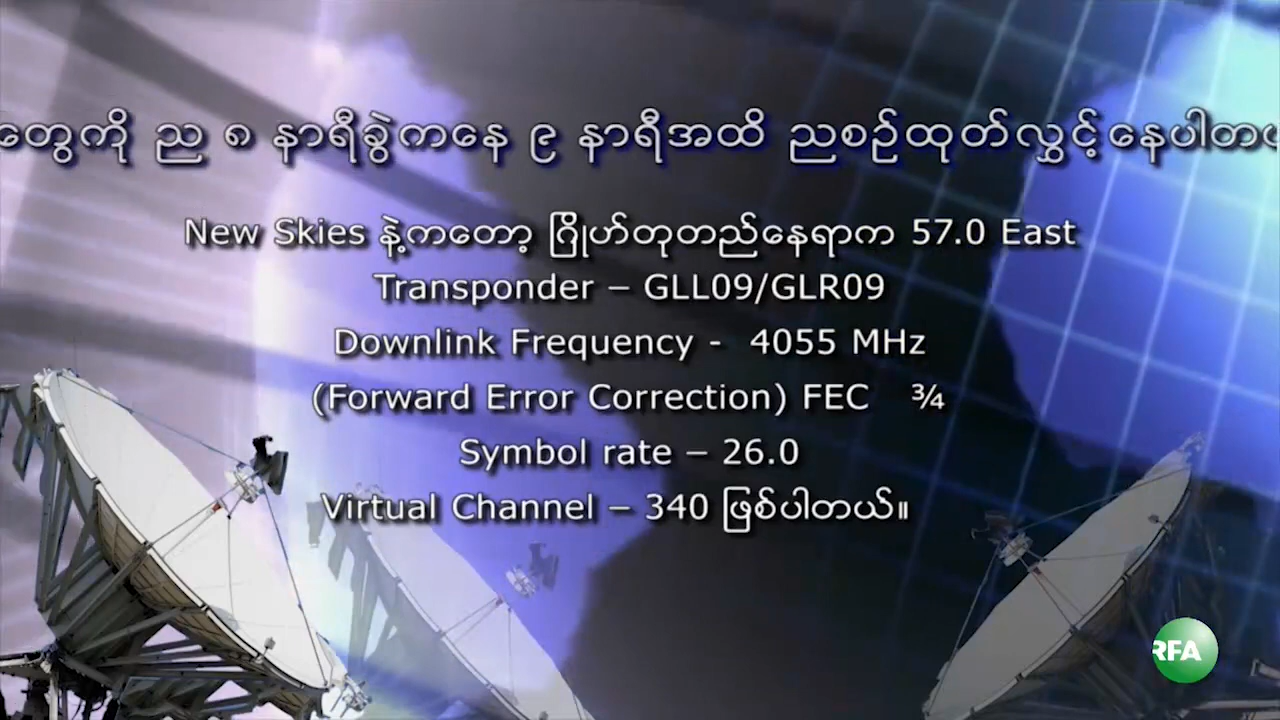 တွေကို ည ၈ နာရီခွဲကနေ ၉ နာရီအထိ ညစဉ်ထုတ်လွှင့်နေပါတယ
New Skies နဲ့ကတော့ ဂြိုဟ်တုတည်နေရာက 57.0 East
Transponder – GLL09/GLR09
Downlink Frequency - 4055 MHz
(Forward Error Correction) FEC ¾
Symbol rate – 26.0
Virtual Channel – 340 ဖြစ်ပါတယ်။
RFA